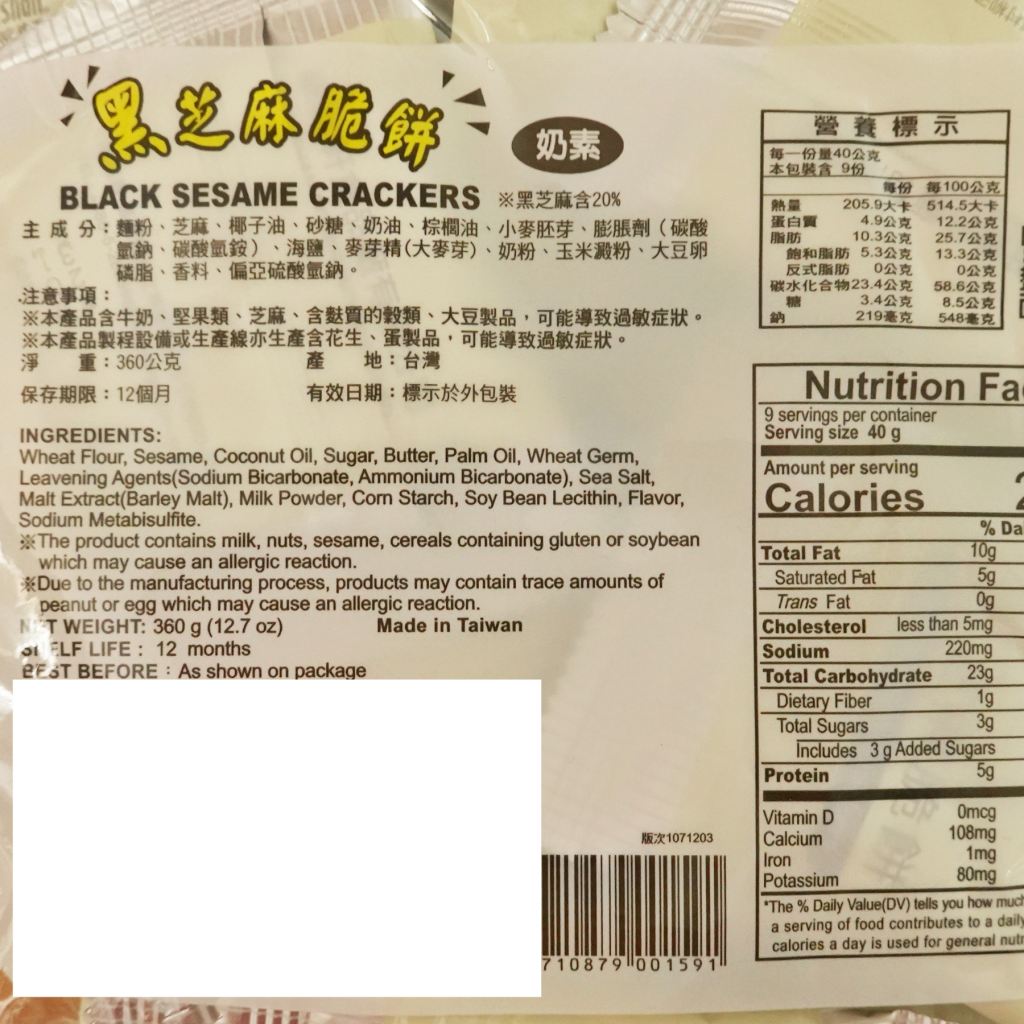 黑芝麻脆餅
奶素
BLACK SESAME CRACKERS ※黑芝麻含20%
主成分：麵粉、芝麻、椰子油、砂糖、奶油、棕櫚油、小麥胚芽、膨脹劑（碳酸
氫鈉、碳酸氫銨）、海鹽、麥芽精(大麥芽)、奶粉、玉米澱粉、大豆卵
磷脂、香料、偏亞硫酸氫鈉。
注意事項：
※本產品含牛奶、堅果類、芝麻、含麩質的穀類、大豆製品，可能導致過敏症狀。
※本產品製程設備或生產線亦生產含花生、蛋製品，可能導致過敏症狀。
淨 重：360公克 產 地：台灣
保存期限：12個月 有效日期：標示於外包裝
INGREDIENTS:
Wheat Flour, Sesame, Coconut Oil, Sugar, Butter, Palm Oil, Wheat Germ,
Leavening Agents(Sodium Bicarbonate, Ammonium Bicarbonate), Sea Salt,
Malt Extract(Barley Malt), Milk Powder, Corn Starch, Soy Bean Lecithin, Flavor,
Sodium Metabisulfite.
※The product contains milk, nuts, sesame, cereals containing gluten or soybean
which may cause an allergic reaction.
※Due to the manufacturing process, products may contain trace amounts of
peanut or egg which may cause an allergic reaction.
NET WEIGHT: 360 g (12.7 oz) Made in Taiwan
SHELF LIFE : 12 months
BEST BEFORE : As shown on package
版次1071203
710879 001591
營養標示
每一份量40公克
本包裝含 9份
每份 每100公克
熱量 205.9大卡 514.5大卡
蛋白質 4.9公克 12.2公克
脂肪 10.3公克 25.7公克
飽和脂肪 5.3公克 13.3公克
反式脂肪 0公克 0公克
碳水化合物 23.4公克 58.6公克
糖 3.4公克 8.5公克
鈉 219毫克 548毫克
Nutrition Fa
9 servings per container
Serving size 40 g
Amount per serving
Calories 2
% Da
Total Fat 10g
Saturated Fat 5g
Trans Fat 0g
Cholesterol less than 5mg
Sodium 220mg
Total Carbohydrate 23g
Dietary Fiber 1g
Total Sugars 3g
Includes 3 g Added Sugars
Protein 5g
Vitamin D 0mcg
Calcium 108mg
Iron 1mg
Potassium 80mg
*The % Daily Value(DV) tells you how much
a serving of food contributes to a daily
calories a day is used for general nutr